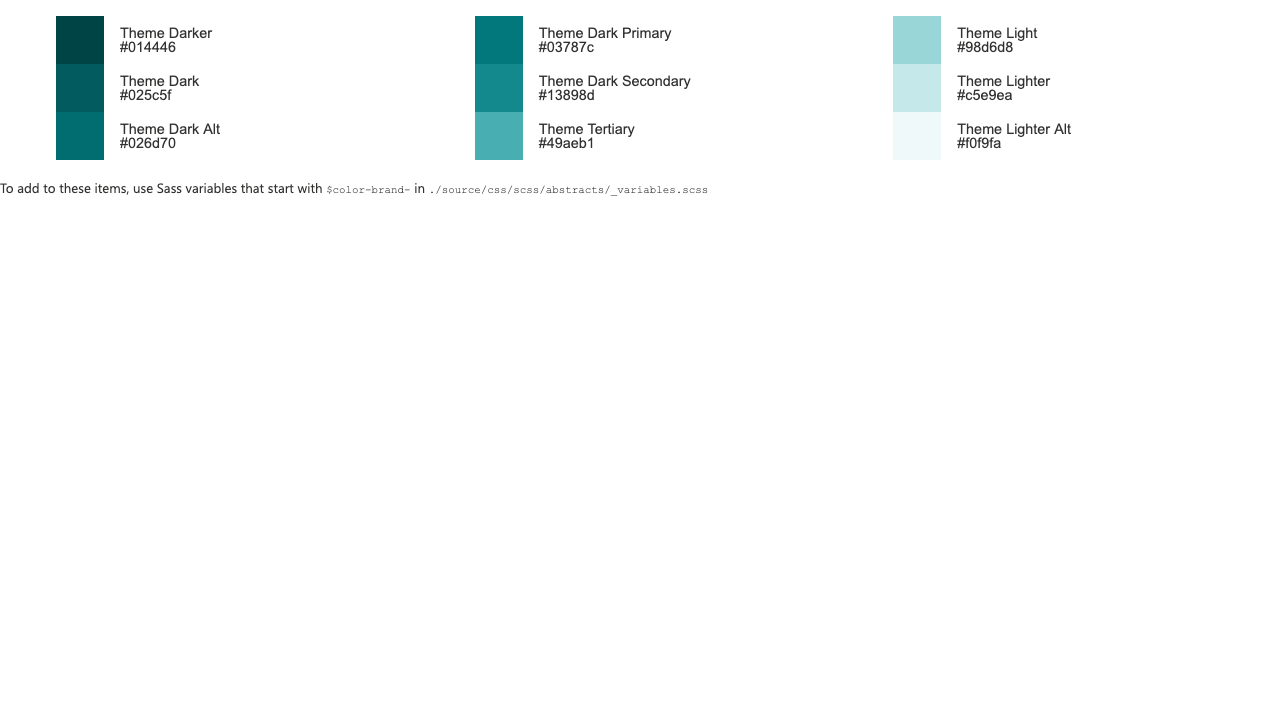 Theme Darker
#014446
Theme Dark
#025c5f
Theme Dark Alt
#026d70
Theme Dark Primary
#03787c
Theme Dark Secondary
#13898d
Theme Tertiary
#49aeb1
Theme Light
#98d6d8
Theme Lighter
#c5e9ea
Theme Lighter Alt
#f0f9fa
To add to these items, use Sass variables that start with $color-brand- in ./source/css/scss/abstracts/_variables.scss